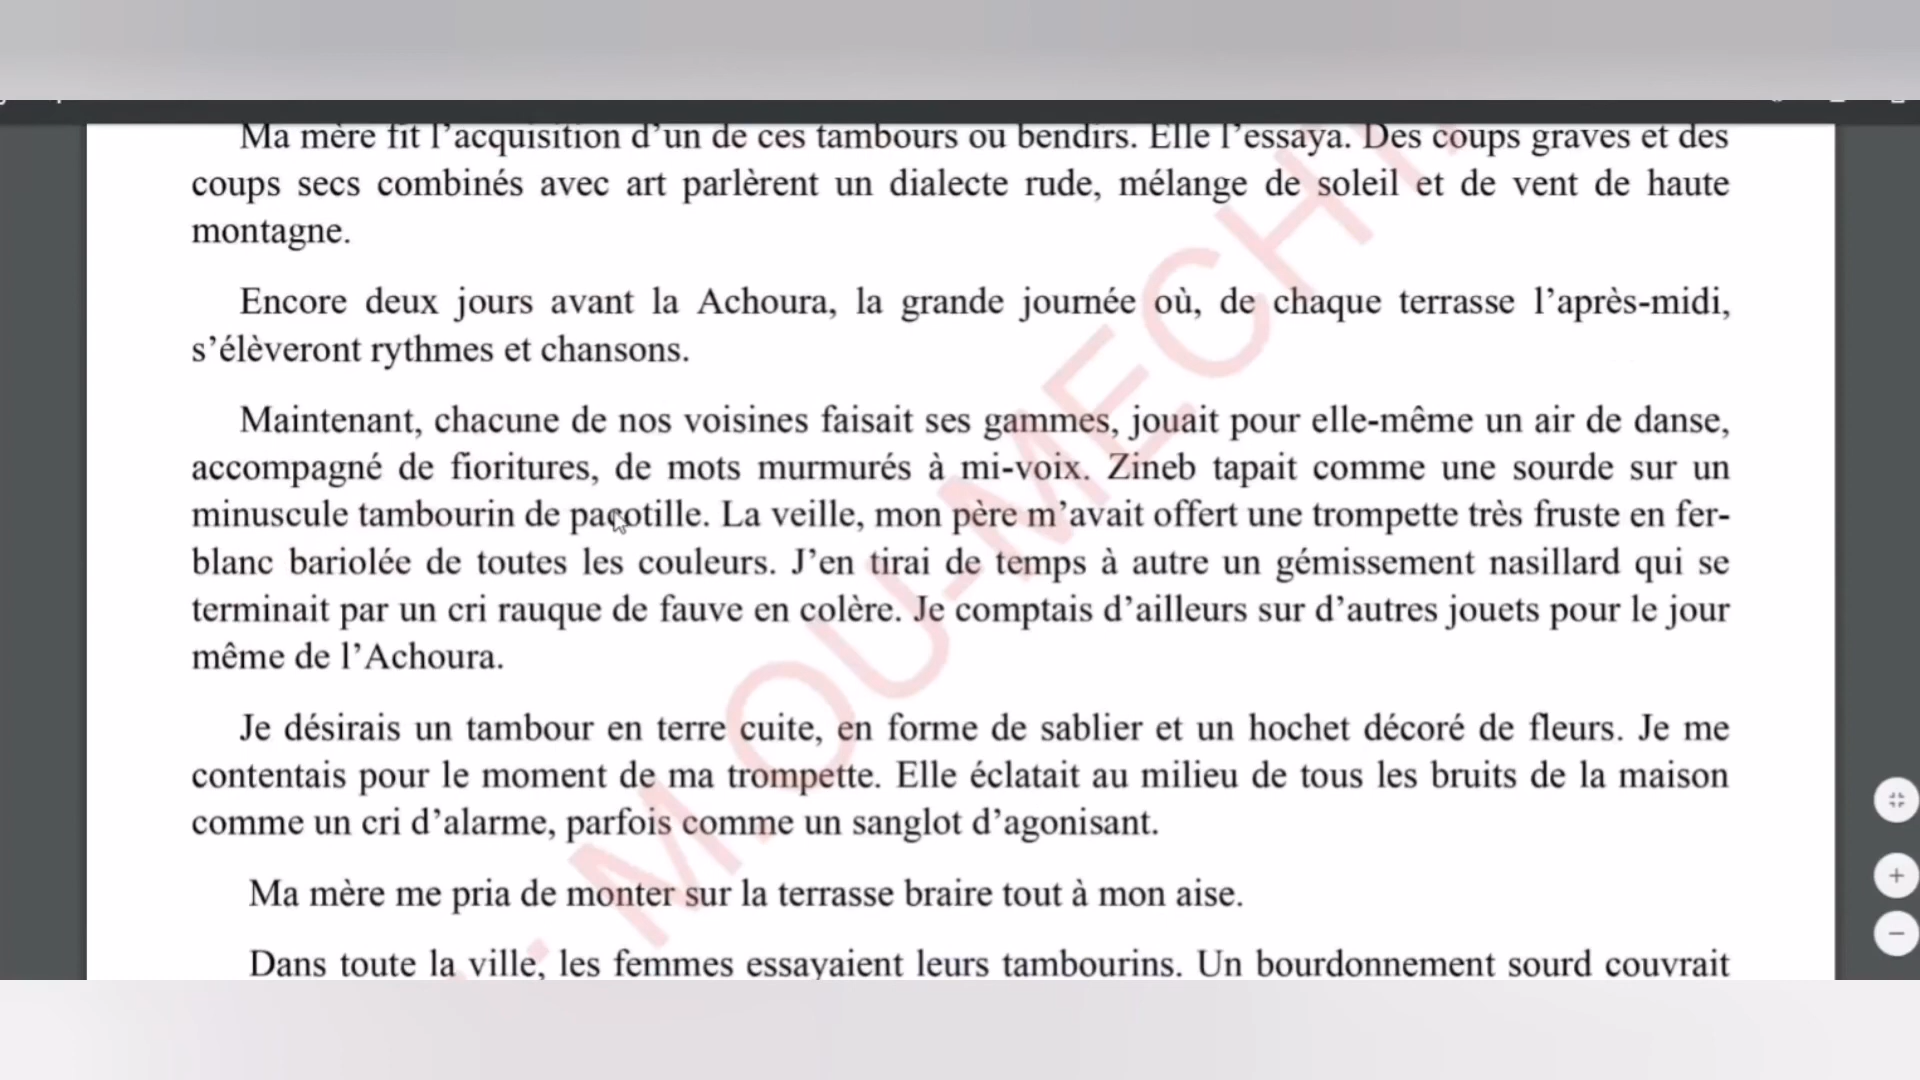 Ma mère fit l’acquisition d’un de ces tambours ou bendirs. Elle l’essaya. Des coups graves et des
coups secs combinés avec art parlèrent un dialecte rude, mélange de soleil et de vent de haute
montagne.
Encore deux jours avant la Achoura, la grande journée où, de chaque terrasse l’après-midi,
s’élèveront rythmes et chansons.
Maintenant, chacune de nos voisines faisait ses gammes, jouait pour elle-même un air de danse,
accompagné de fioritures, de mots murmurés à mi-voix. Zineb tapait comme une sourde sur un
minuscule tambourin de pacotille. La veille, mon père m’avait offert une trompette très fruste en fer-
blanc bariolée de toutes les couleurs. J’en tirai de temps à autre un gémissement nasillard qui se
terminait par un cri rauque de fauve en colère. Je comptais d’ailleurs sur d’autres jouets pour le jour
même de l’Achoura.
Je désirais un tambour en terre cuite, en forme de sablier et un hochet décoré de fleurs. Je me
contentais pour le moment de ma trompette. Elle éclatait au milieu de tous les bruits de la maison
comme un cri d’alarme, parfois comme un sanglot d’agonisant.
Ma mère me pria de monter sur la terrasse braire tout à mon aise.
Dans toute la ville, les femmes essayaient leurs tambourins. Un bourdonnement sourd couvrait
: M.OU-MECHT.